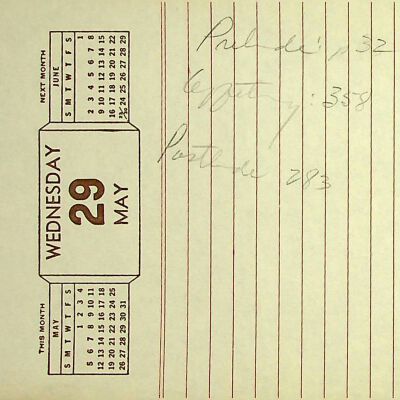 Prelude: p 32
Offertory: 358
Postlude 283
NEXT MONTH
JUNE
S M T W T F S
1
2 3 4 5 6 7 8
9 10 11 12 13 14 15
16 17 18 19 20 21 22
23/30 24 25 26 27 28 29
WEDNESDAY
29
MAY
THIS MONTH
MAY
S M T W T F S
1 2 3 4
5 6 7 8 9 10 11
12 13 14 15 16 17 18
19 20 21 22 23 24 25
26 27 28 29 30 31